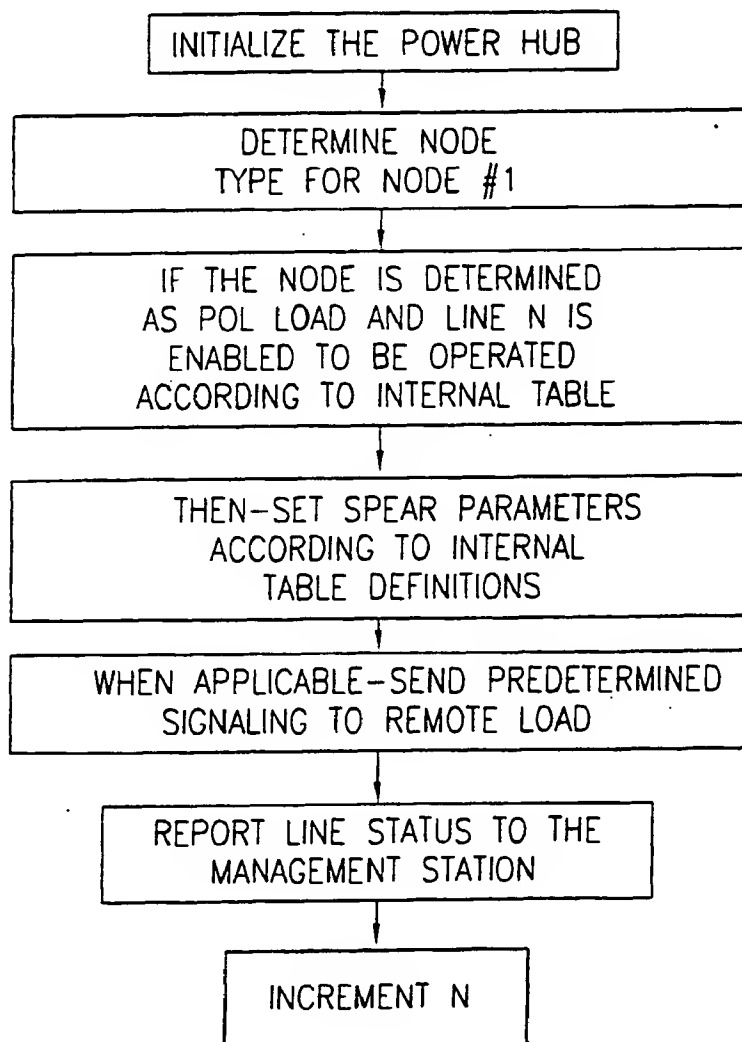 INITIALIZE THE POWER HUB
DETERMINE NODE
TYPE FOR NODE #1
IF THE NODE IS DETERMINED
AS POL LOAD AND LINE N IS
ENABLED TO BE OPERATED
ACCORDING TO INTERNAL TABLE
THEN-SET SPEAR PARAMETERS
ACCORDING TO INTERNAL
TABLE DEFINITIONS
WHEN APPLICABLE-SEND PREDETERMINED
SIGNALING TO REMOTE LOAD
REPORT LINE STATUS TO THE
MANAGEMENT STATION
INCREMENT N